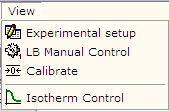 View
Experimental setup
LB Manual Control
Calibrate
Isotherm Control